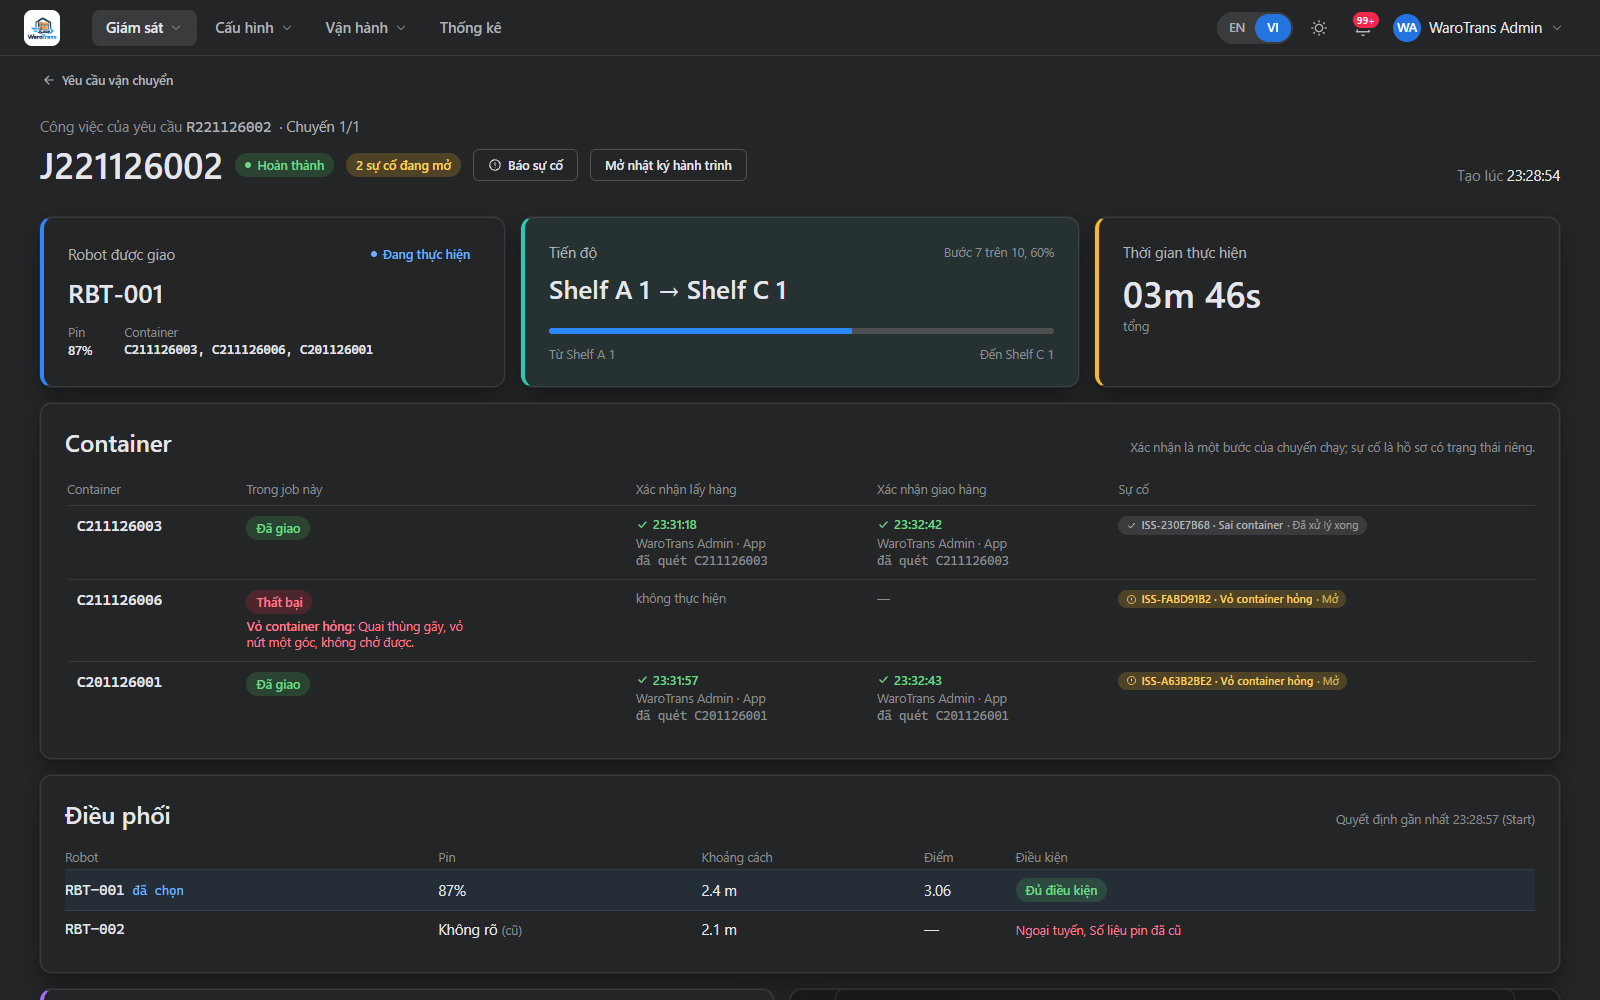 WaroTrans
Giám sát
Cấu hình
Vận hành
Thống kê
EN
VI
99+
WA
WaroTrans Admin
← Yêu cầu vận chuyển
Công việc của yêu cầu R221126002 · Chuyến 1/1
J221126002
Hoàn thành
2 sự cố đang mở
Báo sự cố
Mở nhật ký hành trình
Tạo lúc 23:28:54
Robot được giao
Đang thực hiện
RBT-001
Pin
Container
87%
C211126003, C211126006, C201126001
Tiến độ
Bước 7 trên 10, 60%
Shelf A 1 → Shelf C 1
Từ Shelf A 1
Đến Shelf C 1
Thời gian thực hiện
03m 46s
tổng
Container
Xác nhận là một bước của chuyến chạy; sự cố là hồ sơ có trạng thái riêng.
Container
Trong job này
Xác nhận lấy hàng
Xác nhận giao hàng
Sự cố
C211126003
Đã giao
23:31:18
WaroTrans Admin · App
đã quét C211126003
23:32:42
WaroTrans Admin · App
đã quét C211126003
ISS-230E7B68 · Sai container · Đã xử lý xong
C211126006
Thất bại
Vỏ container hỏng: Quai thùng gãy, vỏ
nứt một góc, không chở được.
không thực hiện
—
ISS-FABD91B2 · Vỏ container hỏng · Mở
C201126001
Đã giao
23:31:57
WaroTrans Admin · App
đã quét C201126001
23:32:43
WaroTrans Admin · App
đã quét C201126001
ISS-A63B2BE2 · Vỏ container hỏng · Mở
Điều phối
Quyết định gần nhất 23:28:57 (Start)
Robot
Pin
Khoảng cách
Điểm
Điều kiện
RBT-001 đã chọn
87%
2.4 m
3.06
Đủ điều kiện
RBT-002
Không rõ (cũ)
2.1 m
—
Ngoại tuyến, Số liệu pin đã cũ